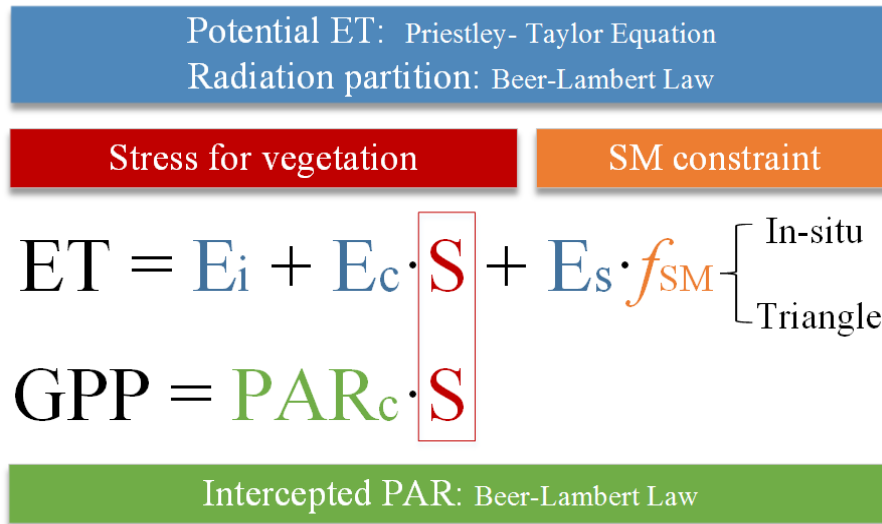 Potential ET: Priestley- Taylor Equation
Radiation partition: Beer-Lambert Law
Stress for vegetation
SM constraint
ET = Ei + Ec·S + Es·fSM
In-situ
Triangle
GPP = PARc·S
Intercepted PAR: Beer-Lambert Law